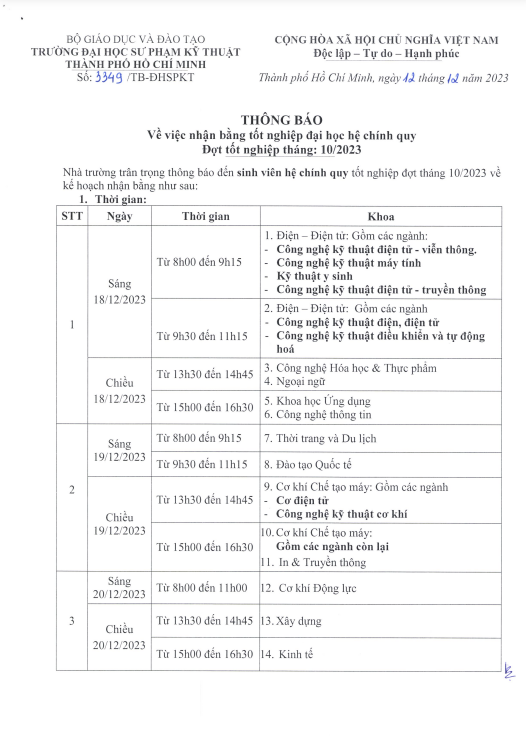 BỘ GIÁO DỤC VÀ ĐÀO TẠO
TRƯỜNG ĐẠI HỌC SƯ PHẠM KỸ THUẬT
THÀNH PHỐ HỒ CHÍ MINH
Số: 3349 /TB-ĐHSPKT
CỘNG HÒA XÃ HỘI CHỦ NGHĨA VIỆT NAM
Độc lập – Tự do – Hạnh phúc
Thành phố Hồ Chí Minh, ngày 12 tháng 12 năm 2023
THÔNG BÁO
Về việc nhận bằng tốt nghiệp đại học hệ chính quy
Đợt tốt nghiệp tháng: 10/2023
Nhà trường trân trọng thông báo đến sinh viên hệ chính quy tốt nghiệp đợt tháng 10/2023 về
kế hoạch nhận bằng như sau:
1. Thời gian:
STT Ngày Thời gian Khoa
1
Sáng
18/12/2023
Từ 8h00 đến 9h15
1. Điện – Điện tử: Gồm các ngành:
- Công nghệ kỹ thuật điện tử - viễn thông.
- Công nghệ kỹ thuật máy tính
- Kỹ thuật y sinh
- Công nghệ kỹ thuật điện tử - truyền thông
Từ 9h30 đến 11h15
2. Điện – Điện tử: Gồm các ngành
- Công nghệ kỹ thuật điện, điện tử
- Công nghệ kỹ thuật điều khiển và tự động
hoá
Chiều
18/12/2023
Từ 13h30 đến 14h45
3. Công nghệ Hóa học & Thực phẩm
4. Ngoại ngữ
Từ 15h00 đến 16h30
5. Khoa học Ứng dụng
6. Công nghệ thông tin
2
Sáng
19/12/2023
Từ 8h00 đến 9h15
7. Thời trang và Du lịch
Từ 9h30 đến 11h15
8. Đào tạo Quốc tế
Chiều
19/12/2023
Từ 13h30 đến 14h45
9. Cơ khí Chế tạo máy: Gồm các ngành
- Cơ điện tử
- Công nghệ kỹ thuật cơ khí
Từ 15h00 đến 16h30
10. Cơ khí Chế tạo máy:
Gồm các ngành còn lại
11. In & Truyền thông
3
Sáng
20/12/2023
Từ 8h00 đến 11h00
12. Cơ khí Động lực
Chiều
20/12/2023
Từ 13h30 đến 14h45
13. Xây dựng
Từ 15h00 đến 16h30
14. Kinh tế